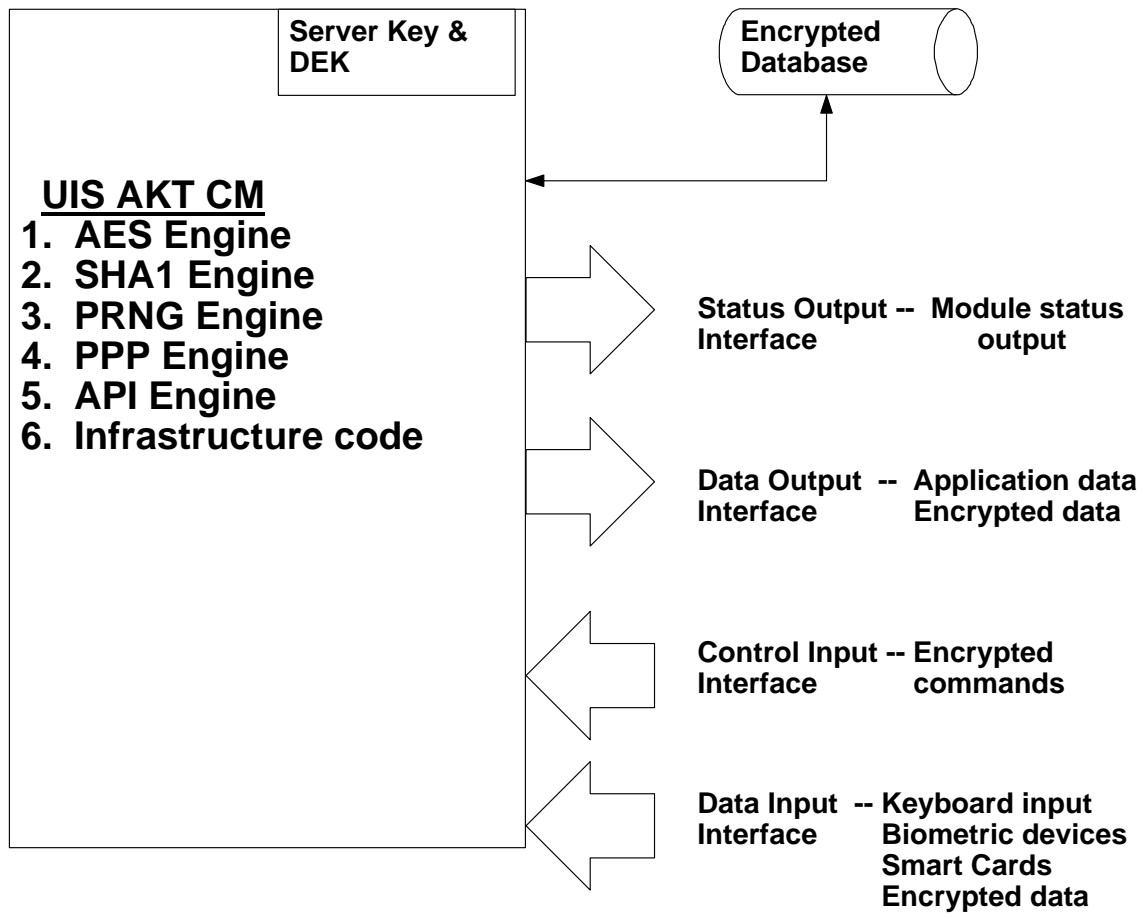 Server Key &
DEK
Encrypted
Database
UIS AKT CM
1. AES Engine
2. SHA1 Engine
3. PRNG Engine
4. PPP Engine
5. API Engine
6. Infrastructure code
Status Output -- Module status
Interface output
Data Output -- Application data
Interface Encrypted data
Control Input -- Encrypted
Interface commands
Data Input -- Keyboard input
Interface Biometric devices
Smart Cards
Encrypted data